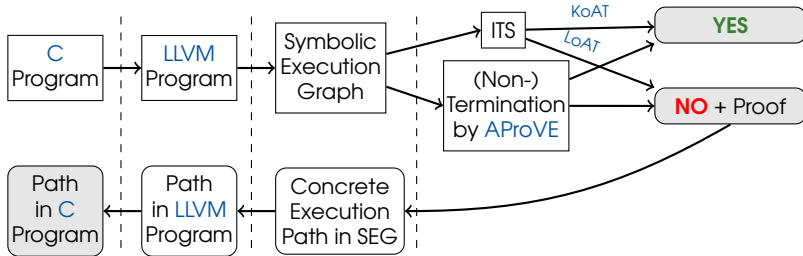 C
Program
LLVM
Program
Symbolic
Execution
Graph
ITS
KoAT
LoAT
(Non-)
Termination
by AProVE
YES
NO + Proof
Path
in C
Program
Path
in LLVM
Program
Concrete
Execution
Path in SEG